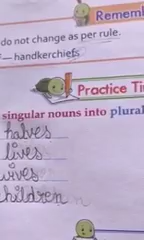 Rememb
do not change as per rule.
— handkerchiefs
Practice Ti
singular nouns into plural
halves
lives
wives
children